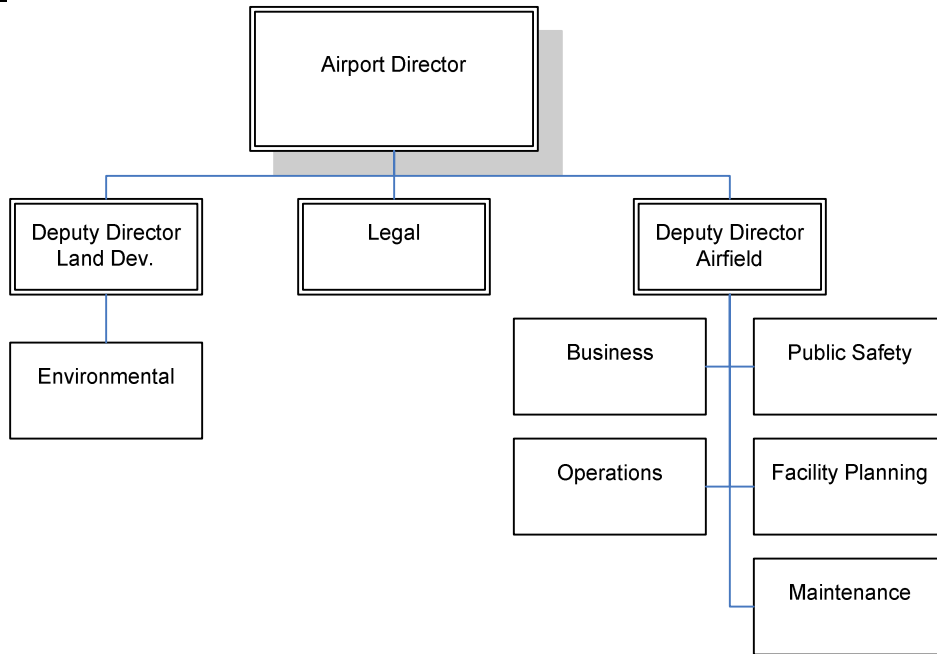 Airport Director
Deputy Director
Land Dev.
Legal
Deputy Director
Airfield
Environmental
Business
Public Safety
Operations
Facility Planning
Maintenance